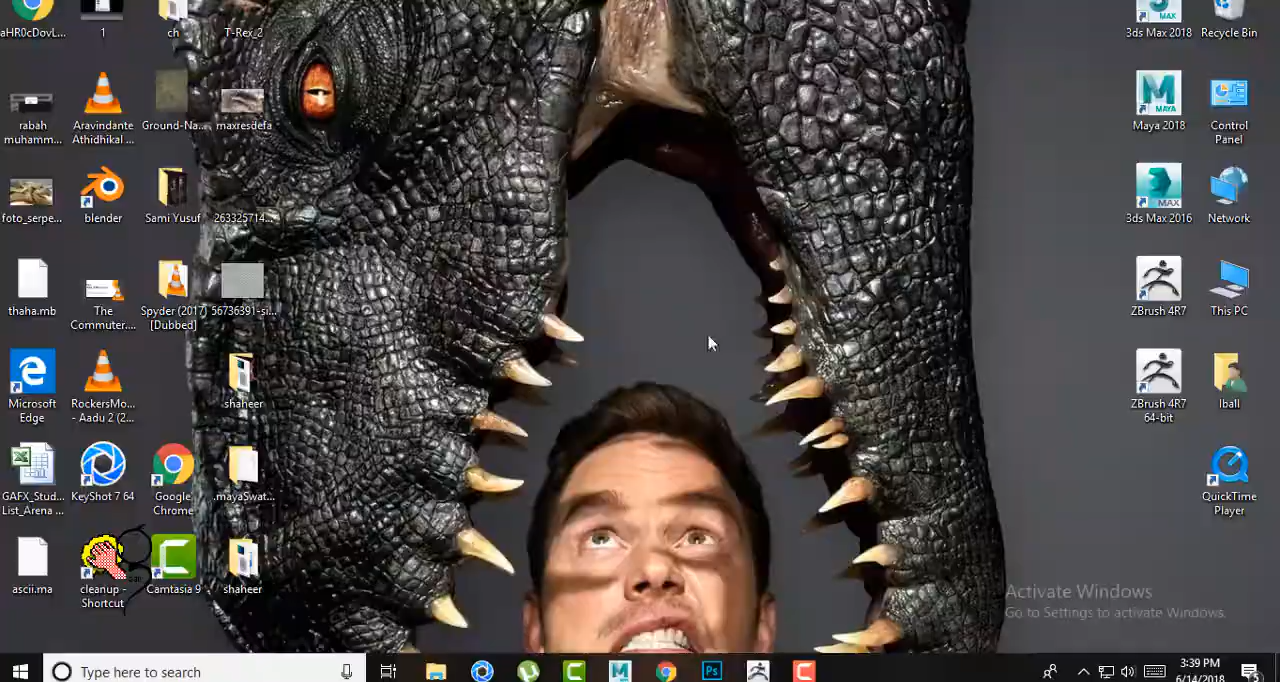 aHR0cDovL...
1
ch
T-Rex_2
3ds Max 2018
Recycle Bin
rabah
muhamm...
Aravindante
Athidhikal ...
Ground-Na...
maxresdefa
Maya 2018
Control
Panel
foto_serpe...
blender
Sami Yusuf
263325714...
3ds Max 2016
Network
thaha.mb
The
Commuter....
Spyder (2017)
[Dubbed]
56736391-si...
ZBrush 4R7
This PC
Microsoft
Edge
RockersMo...
- Aadu 2 (2...
shaheer
ZBrush 4R7
64-bit
lball
GAFX_Stud...
List_Arena ...
KeyShot 7 64
Google
Chrome
.mayaSwat...
QuickTime
Player
ascii.ma
cleanup -
Shortcut
Camtasia 9
shaheer
Activate Windows
Go to Settings to activate Windows.
Type here to search
3:39 PM
6/14/2018